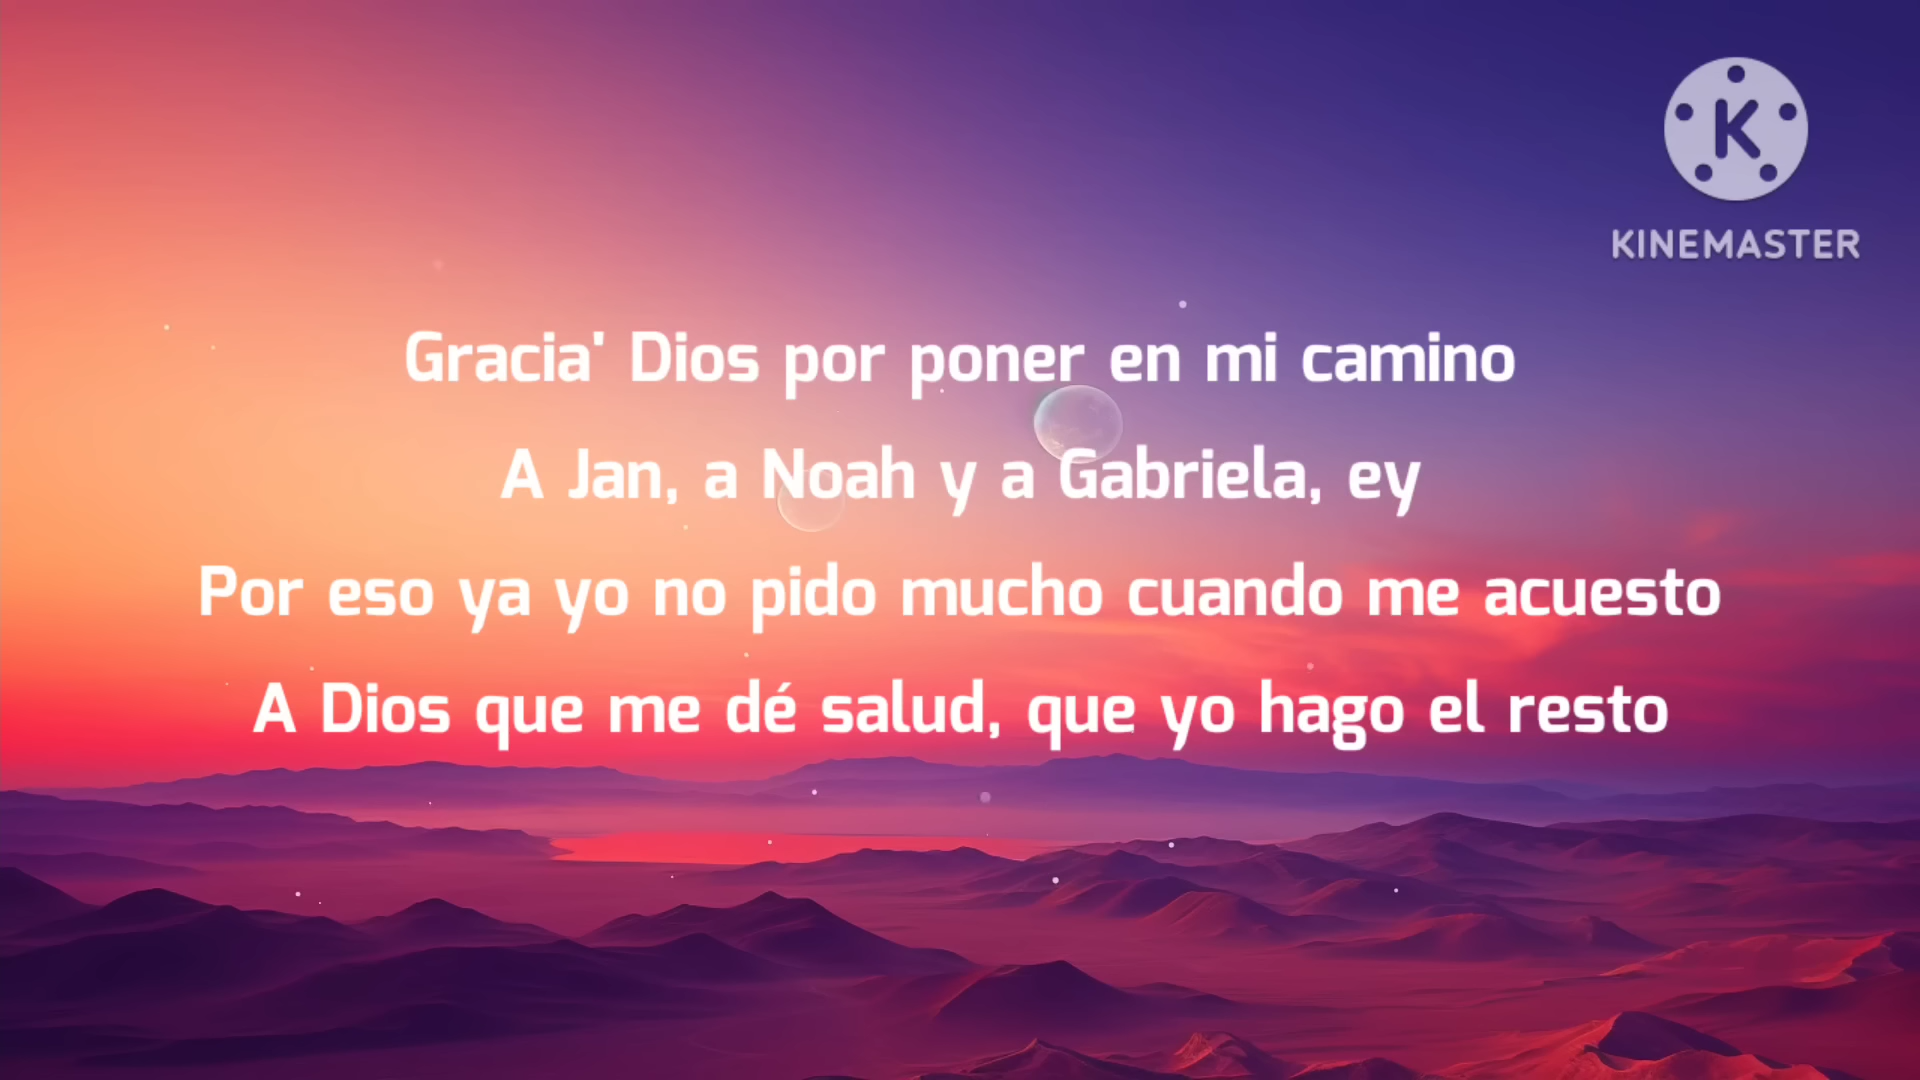 K
KINEMASTER
Gracia' Dios por poner en mi camino
A Jan, a Noah y a Gabriela, ey
Por eso ya yo no pido mucho cuando me acuesto
A Dios que me dé salud, que yo hago el resto